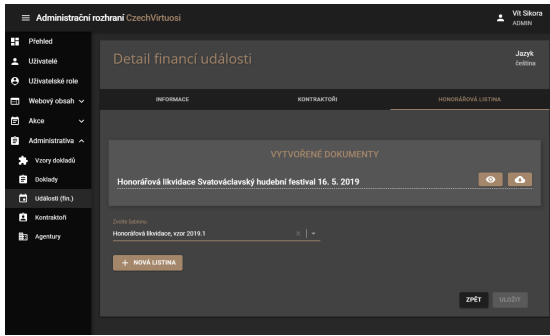 Administrační rozhraní CzechVirtuosi
Vít Sikora
ADMIN
Přehled
Uživatelé
Uživatelské role
Webový obsah
Akce
Administrativa
Vzory dokladů
Doklady
Události (fin.)
Kontraktoři
Agentury
Detail financí události
Jazyk
čeština
INFORMACE
KONTRAKTOŘI
HONORÁŘOVÁ LISTINA
VYTVOŘENÉ DOKUMENTY
Honorářová likvidace Svatováclavský hudební festival 16. 5. 2019
Zvolte šablonu
Honorářová likvidace, vzor 2019.1
NOVÁ LISTINA
ZPĚT
ULOŽIT